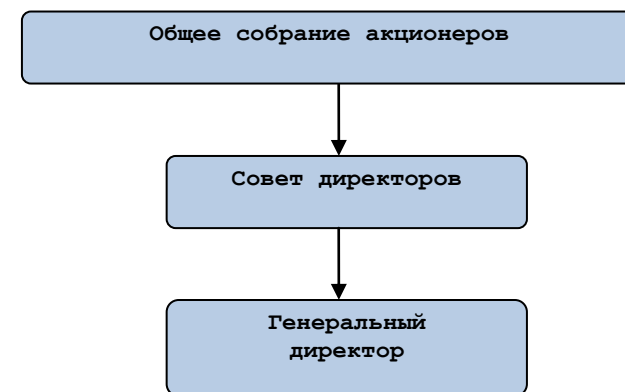 Общее собрание акционеров
Совет директоров
Генеральный
директор